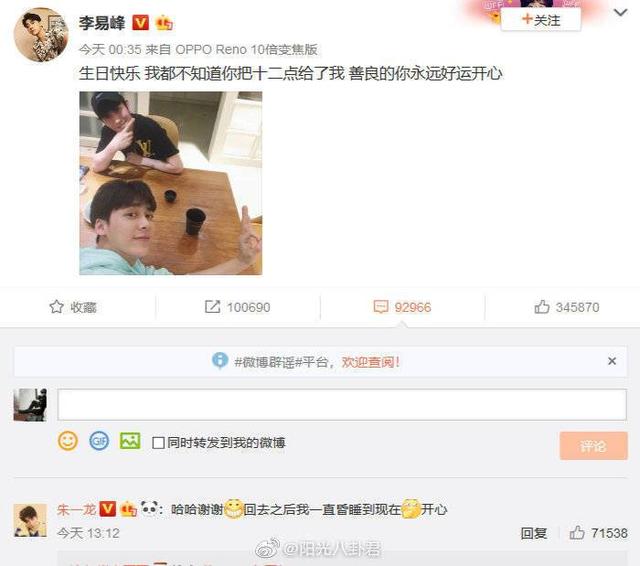 李易峰
+关注
今天 00:35 来自 OPPO Reno 10倍变焦版
生日快乐 我都不知道你把十二点给了我 善良的你永远好运开心
收藏
100690
92966
345870
#微博辟谣#平台，欢迎查阅！
×
GIF
同时转发到我的微博
评论
朱一龙：哈哈谢谢回去之后我一直昏睡到现在开心
今天 13:12
回复
71538
@阳光八卦君